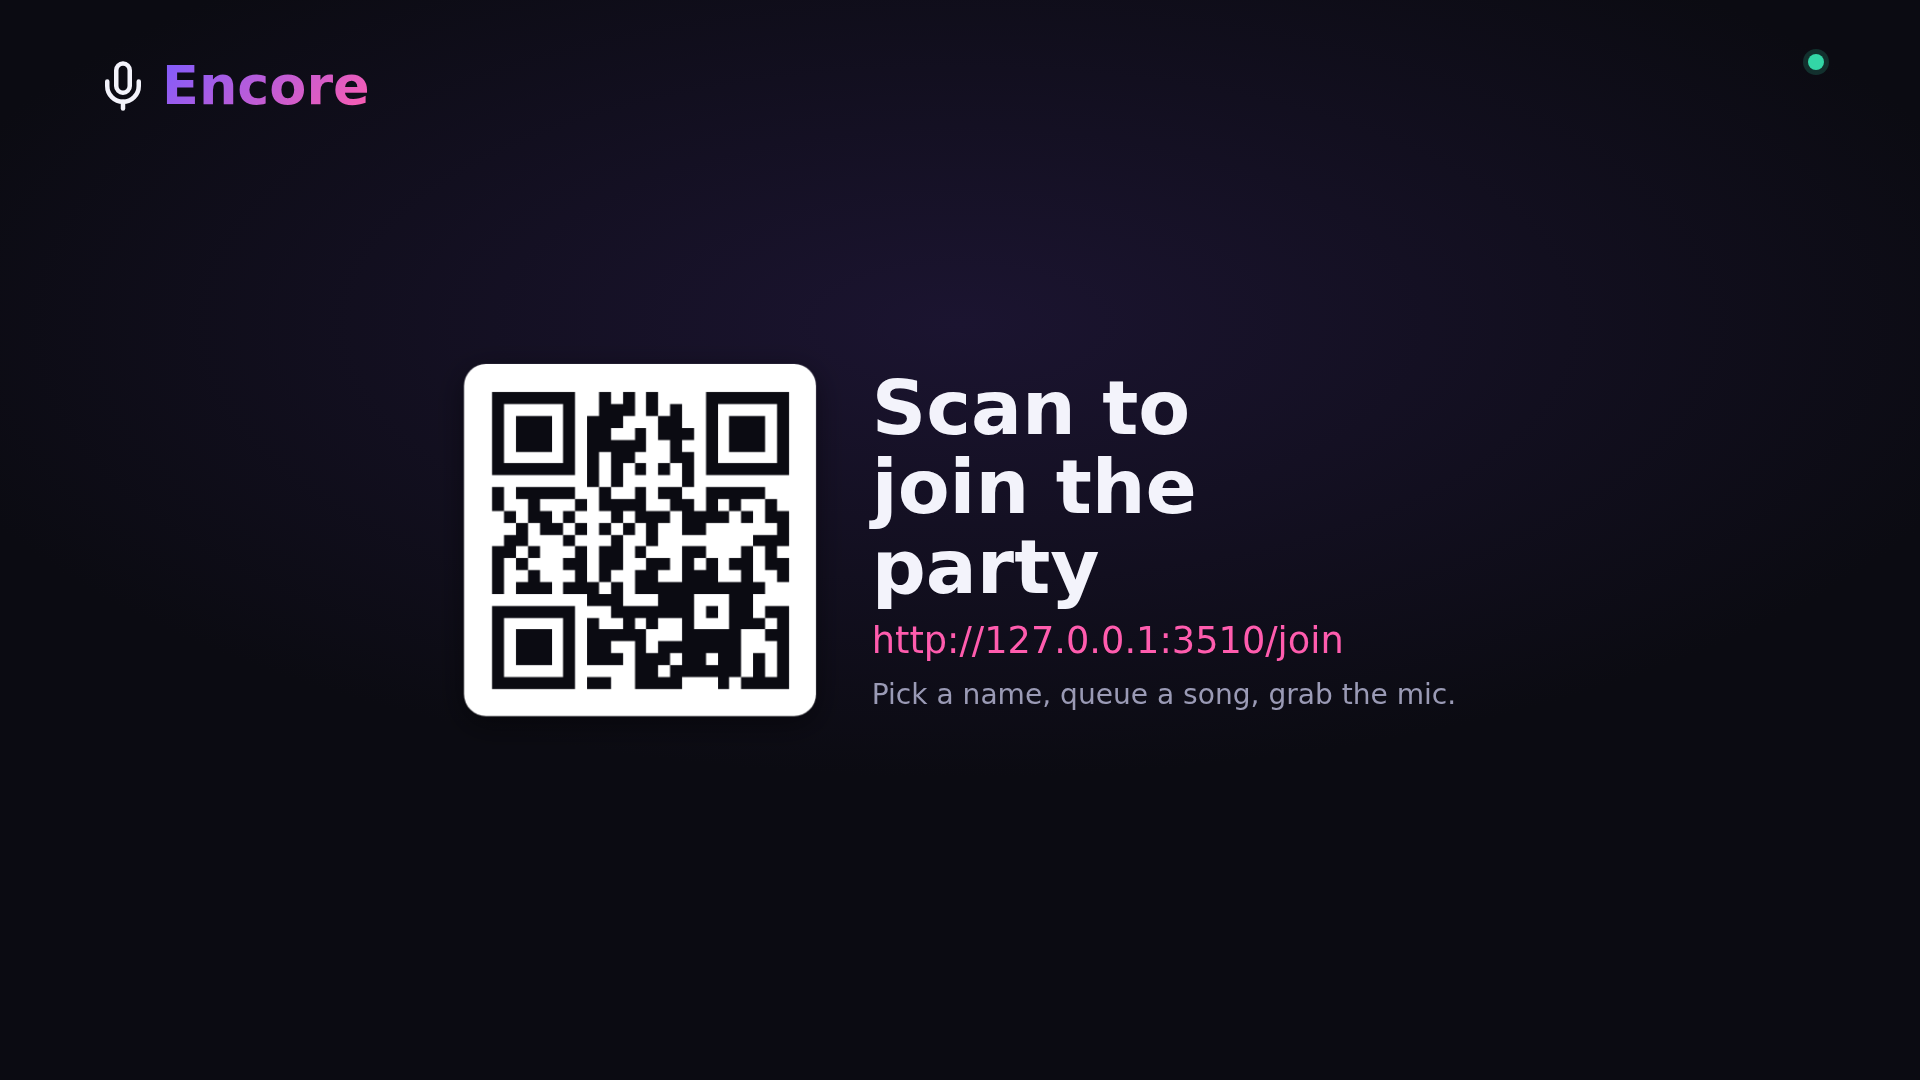 Encore
Scan to
join the
party
http://127.0.0.1:3510/join
Pick a name, queue a song, grab the mic.